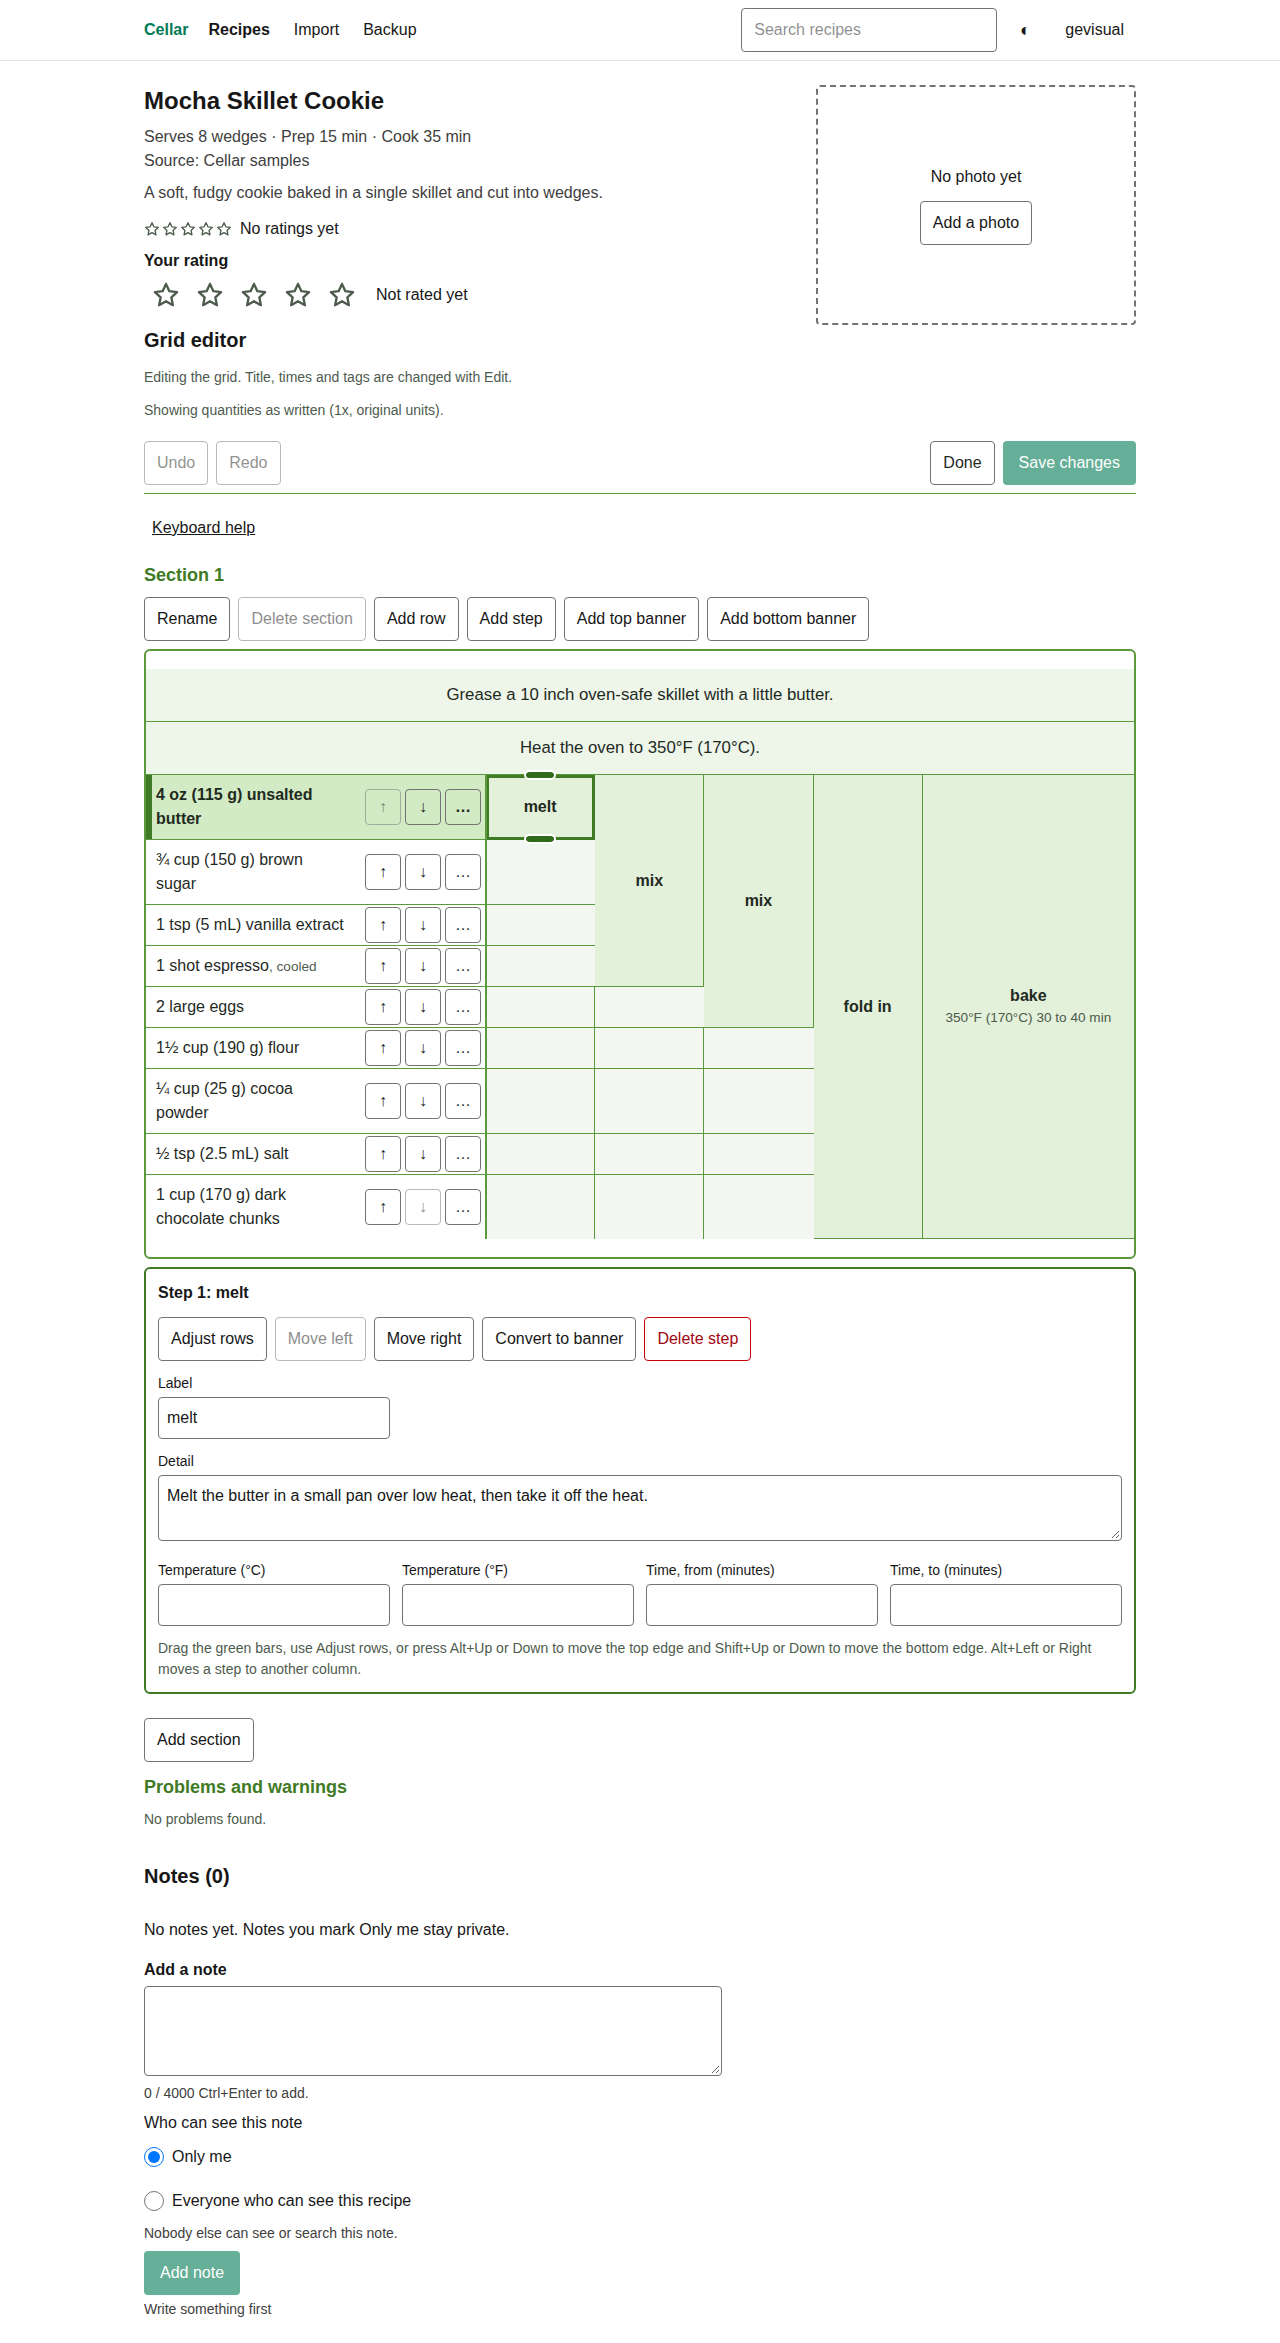 Cellar Recipes Import Backup Search recipes gevisual
Mocha Skillet Cookie
Serves 8 wedges · Prep 15 min · Cook 35 min
Source: Cellar samples
A soft, fudgy cookie baked in a single skillet and cut into wedges.
No ratings yet
Your rating
Not rated yet
No photo yet
Add a photo
Grid editor
Editing the grid. Title, times and tags are changed with Edit.
Showing quantities as written (1x, original units).
Undo Redo Done Save changes
Keyboard help
Section 1
Rename Delete section Add row Add step Add top banner Add bottom banner
Grease a 10 inch oven-safe skillet with a little butter.
Heat the oven to 350°F (170°C).
4 oz (115 g) unsalted
butter
↑ ↓ …
melt
¾ cup (150 g) brown
sugar
↑ ↓ …
mix
mix
1 tsp (5 mL) vanilla extract ↑ ↓ …
1 shot espresso, cooled ↑ ↓ …
2 large eggs ↑ ↓ …
fold in
bake
350°F (170°C) 30 to 40 min
1½ cup (190 g) flour ↑ ↓ …
¼ cup (25 g) cocoa
powder
↑ ↓ …
½ tsp (2.5 mL) salt ↑ ↓ …
1 cup (170 g) dark
chocolate chunks
↑ ↓ …
Step 1: melt
Adjust rows Move left Move right Convert to banner Delete step
Label
melt
Detail
Melt the butter in a small pan over low heat, then take it off the heat.
Temperature (°C) Temperature (°F) Time, from (minutes) Time, to (minutes)
Drag the green bars, use Adjust rows, or press Alt+Up or Down to move the top edge and Shift+Up or Down to move the bottom edge. Alt+Left or Right
moves a step to another column.
Add section
Problems and warnings
No problems found.
Notes (0)
No notes yet. Notes you mark Only me stay private.
Add a note
0 / 4000 Ctrl+Enter to add.
Who can see this note
Only me
Everyone who can see this recipe
Nobody else can see or search this note.
Add note
Write something first